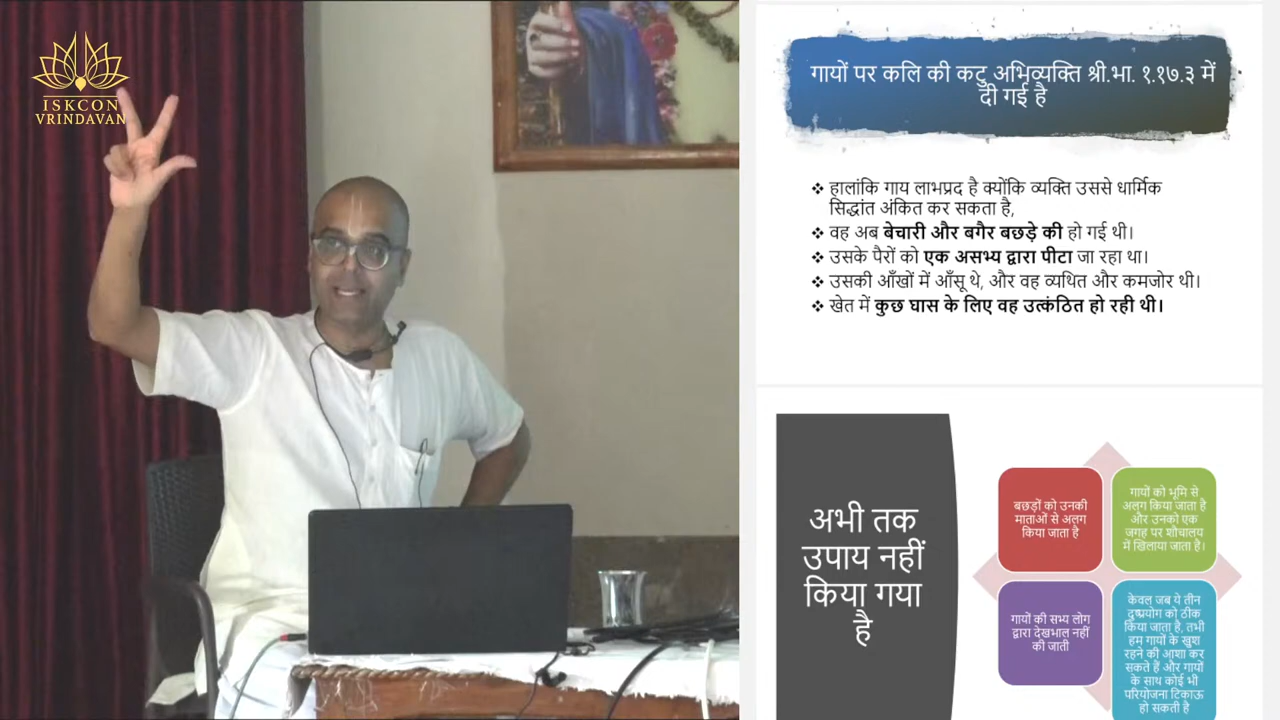 ISKCON
VRINDAVAN
गायों पर कलि की कटु अभिव्यक्ति श्री.भा. १.१७.३ में
दी गई है
❖ हालांकि गाय लाभप्रद है क्योंकि व्यक्ति उससे धार्मिक
सिद्धांत अंकित कर सकता है,
❖ वह अब बेचारी और बगैर बछड़े की हो गई थी।
❖ उसके पैरों को एक असभ्य द्वारा पीटा जा रहा था।
❖ उसकी आँखों में आँसू थे, और वह व्यथित और कमजोर थी।
❖ खेत में कुछ घास के लिए वह उत्कंठित हो रही थी।
अभी तक
उपाय नहीं
किया गया
है
बछड़ों को उनकी
माताओं से अलग
किया जाता है
गायों को भूमि से
अलग किया जाता है
और उनको एक
जगह पर शौचालय
में खिलाया जाता है।
गायों की सभ्य लोग
द्वारा देखभाल नहीं
की जाती
केवल जब ये तीन
दुष्प्रयोग को ठीक
किया जाता है, तभी
हम गायों के खुश
रहने की आशा कर
सकते हैं और गायों
के साथ कोई भी
परियोजना टिकाऊ
हो सकती है